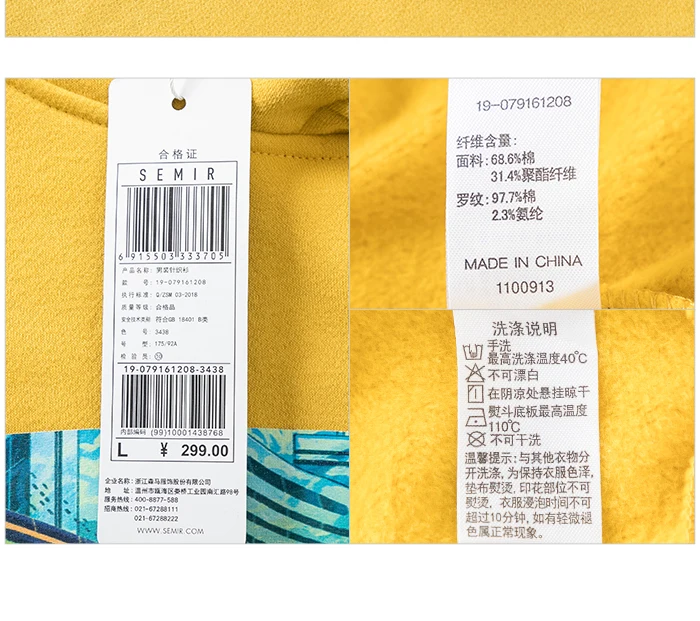 合格证
SEMIR
6 915503 333705
产品名称: 男装针织衫
款 号: 19-079161208
执行标准: Q/ZSM 03-2018
质量等级: 合格品
安全技术类别: 符合GB 18401 B类
色 号: 3438
号 型: 175/92A
检 验 员:
19-079161208-3438
内部编码 (99)10001438768
L ¥ 299.00
企业名称: 浙江森马服饰股份有限公司
地 址: 温州市瓯海区娄桥工业园南汇路98号
服务热线: 400-8877-588
招商热线: 021-67288111
021-67288222
WWW.SEMIR.COM
19-079161208
纤维含量:
面料: 68.6%棉
31.4%聚酯纤维
罗纹: 97.7%棉
2.3%氨纶
MADE IN CHINA
1100913
洗涤说明
手洗
最高洗涤温度40℃
不可漂白
在阴凉处悬挂晾干
熨斗底板最高温度
110℃
不可干洗
温馨提示: 与其他衣物分
开洗涤, 为保持衣服色泽,
垫布熨烫, 印花部位不可
熨烫, 衣服浸泡时间不可
超过10分钟, 如有轻微褪
色属正常现象。